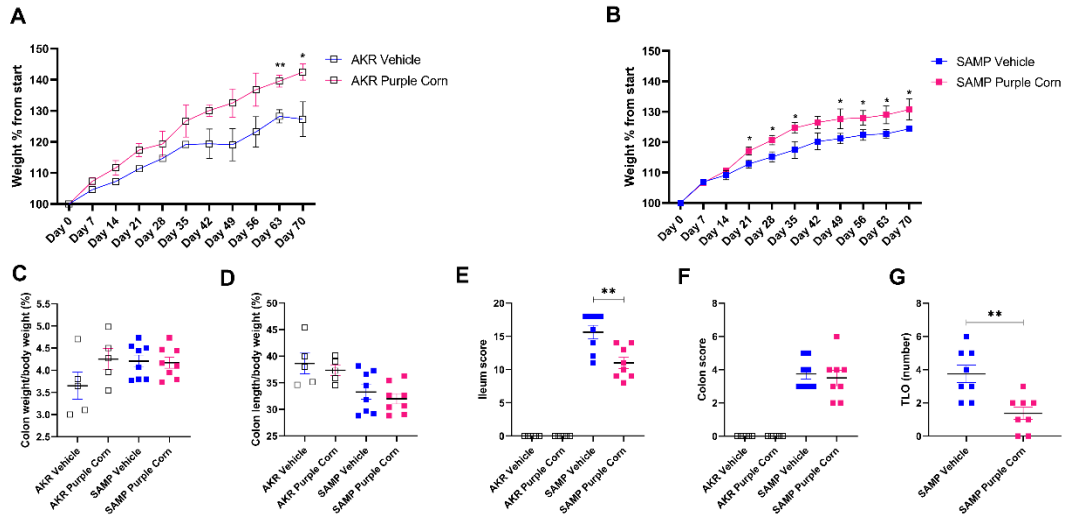 A
Weight % from start
150
140
130
120
110
100
Day 0
Day 7
Day 14
Day 21
Day 28
Day 35
Day 42
Day 49
Day 56
Day 63
Day 70
**
*
AKR Vehicle
AKR Purple Corn
B
Weight % from start
150
140
130
120
110
100
Day 0
Day 7
Day 14
Day 21
Day 28
Day 35
Day 42
Day 49
Day 56
Day 63
Day 70
*
*
*
*
*
*
*
SAMP Vehicle
SAMP Purple Corn
C
Colon weight/body weight (%)
5.5
5.0
4.5
4.0
3.5
3.0
2.5
AKR Vehicle
AKR Purple Corn
SAMP Vehicle
SAMP Purple Corn
D
Colon length/body weight (%)
50
45
40
35
30
25
AKR Vehicle
AKR Purple Corn
SAMP Vehicle
SAMP Purple Corn
E
Ileum score
20
15
10
5
0
**
AKR Vehicle
AKR Purple Corn
SAMP Vehicle
SAMP Purple Corn
F
Colon score
8
6
4
2
0
AKR Vehicle
AKR Purple Corn
SAMP Vehicle
SAMP Purple Corn
G
TLO (number)
8
6
4
2
0
**
SAMP Vehicle
SAMP Purple Corn